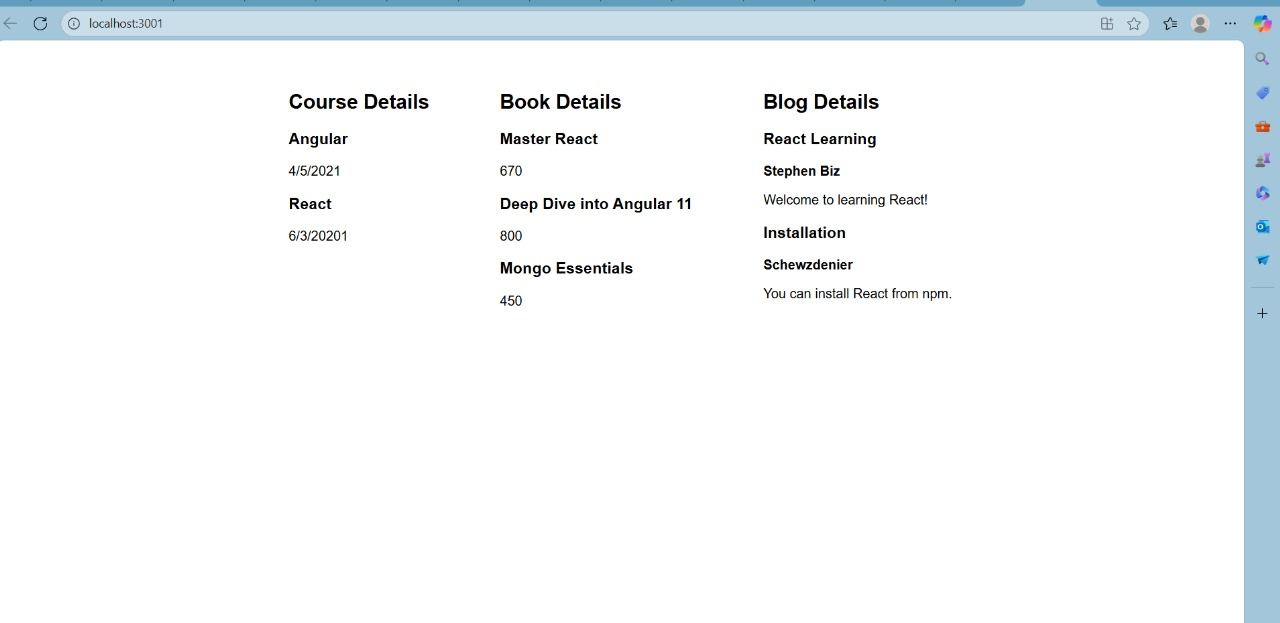 localhost:3001
Course Details
Angular
4/5/2021
React
6/3/20201
Book Details
Master React
670
Deep Dive into Angular 11
800
Mongo Essentials
450
Blog Details
React Learning
Stephen Biz
Welcome to learning React!
Installation
Schewzdenier
You can install React from npm.